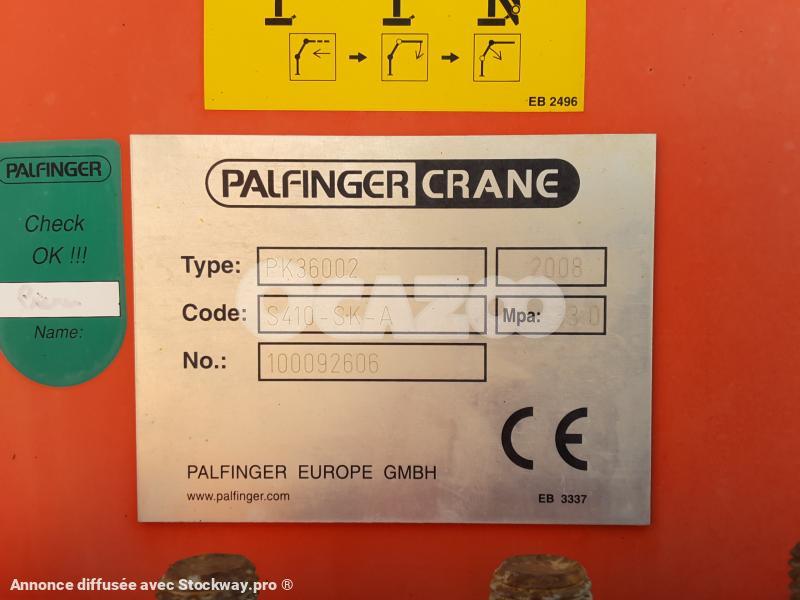 EB 2496
PALFINGER
Check
OK !!!
Name:
PALFINGER CRANE
Type: PK36002 2008
Code: S410-SK-A Mpa:
No.: 100092606
OCAZOO
CE
PALFINGER EUROPE GMBH
www.palfinger.com
EB 3337
Annonce diffusée avec Stockway.pro ®